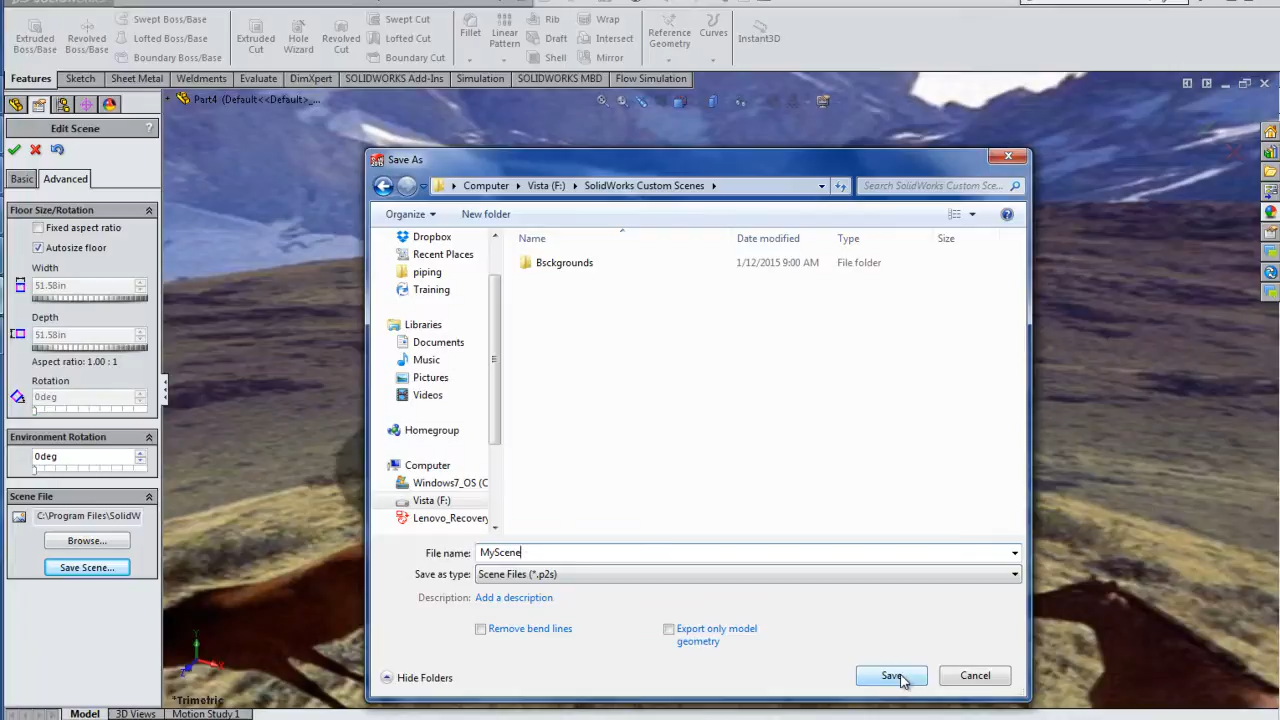 Extruded Boss/Base
Revolved Boss/Base
Swept Boss/Base
Lofted Boss/Base
Boundary Boss/Base
Extruded Cut
Hole Wizard
Revolved Cut
Swept Cut
Lofted Cut
Boundary Cut
Fillet
Linear Pattern
Rib
Draft
Shell
Wrap
Intersect
Mirror
Reference Geometry
Curves
Instant3D
Features Sketch Sheet Metal Weldments Evaluate DimXpert SOLIDWORKS Add-Ins Simulation SOLIDWORKS MBD Flow Simulation
Part4 (Default<<Default>_...
Edit Scene ?
Basic Advanced
Floor Size/Rotation
Fixed aspect ratio
Autosize floor
Width
51.58in
Depth
51.58in
Aspect ratio: 1.00 : 1
Rotation
0deg
Environment Rotation
0deg
Scene File
C:\Program Files\SolidW
Browse...
Save Scene...
Save As
Computer Vista (F:) SolidWorks Custom Scenes
Search SolidWorks Custom Sce...
Organize New folder
Name Date modified Type Size
Bsckgrounds 1/12/2015 9:00 AM File folder
Dropbox
Recent Places
piping
Training
Libraries
Documents
Music
Pictures
Videos
Homegroup
Computer
Windows7_OS (C
Vista (F:)
Lenovo_Recovery
File name: MyScene
Save as type: Scene Files (*.p2s)
Description: Add a description
Remove bend lines
Export only model
geometry
Hide Folders
Save Cancel
*Trimetric
Model 3D Views Motion Study 1